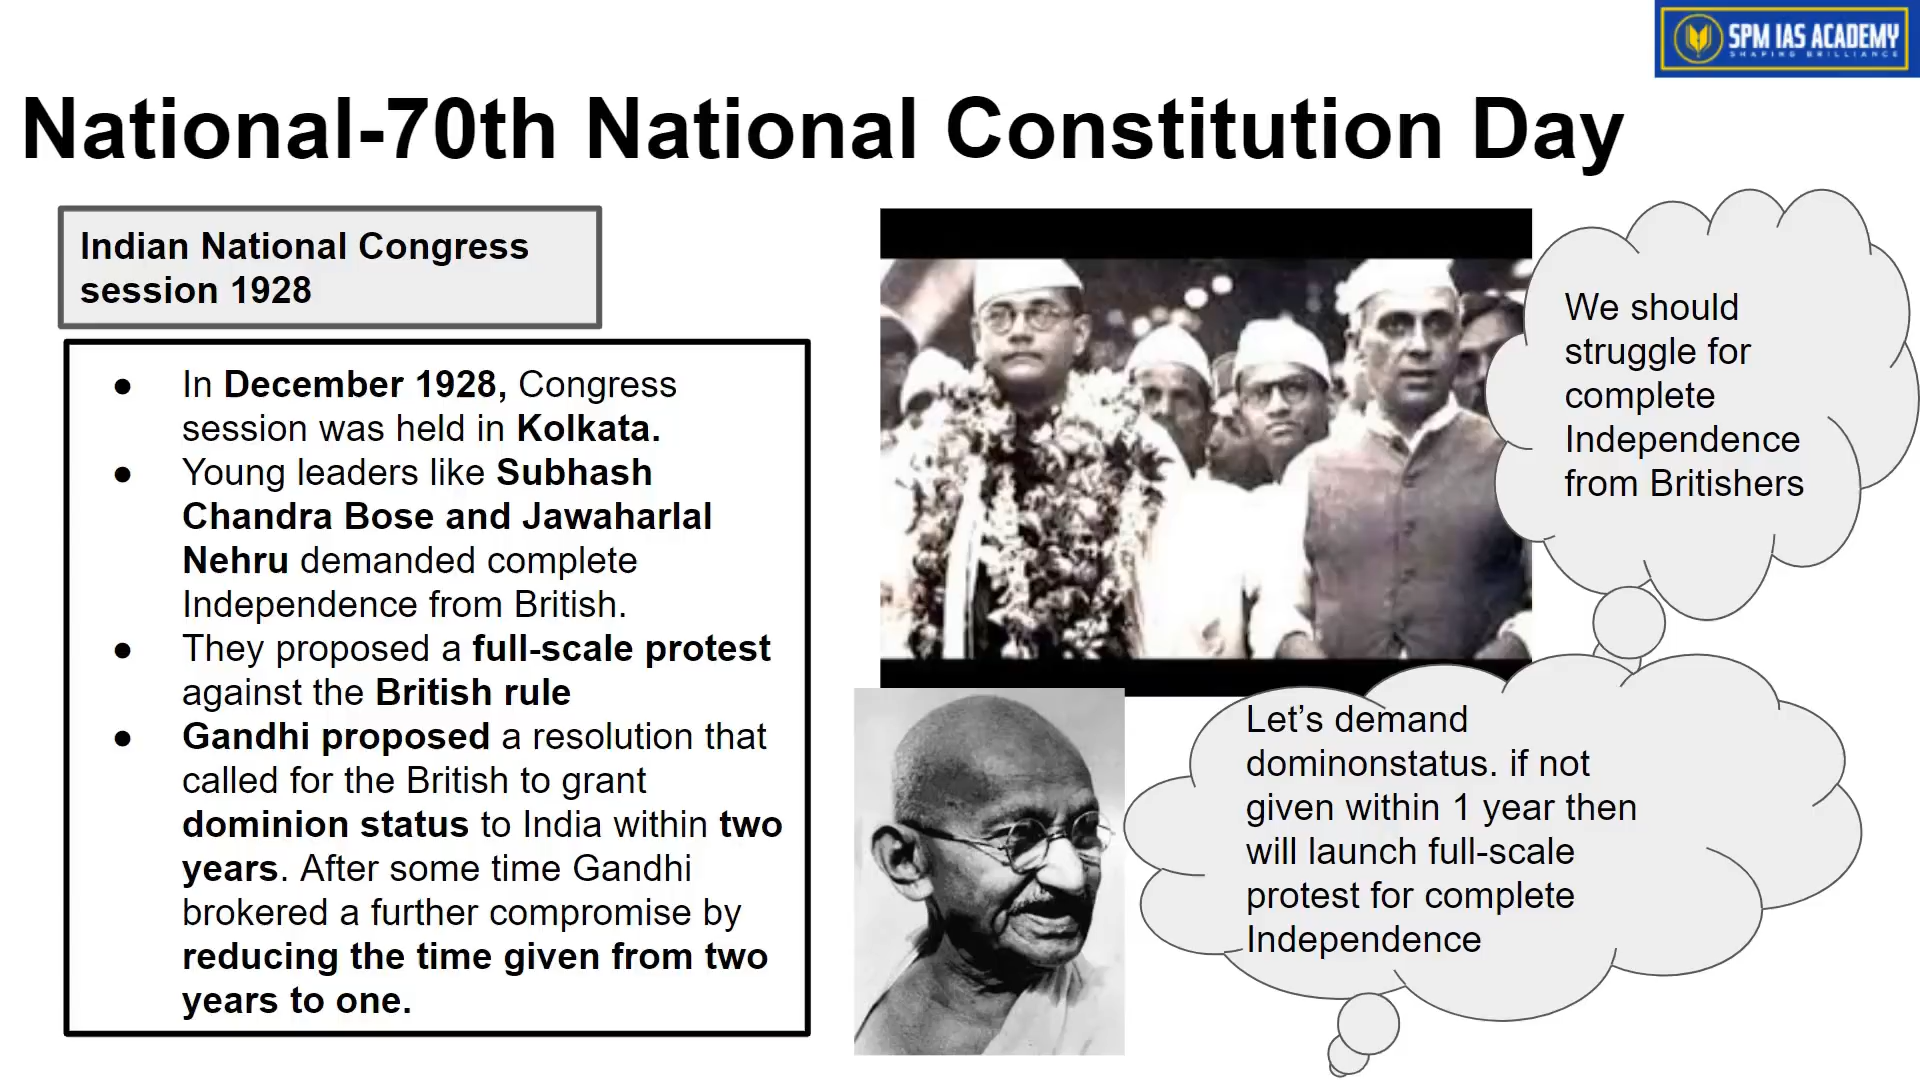 SPM IAS ACADEMY
SHAPING BRILLIANCE
National-70th National Constitution Day
Indian National Congress
session 1928
● In December 1928, Congress
session was held in Kolkata.
● Young leaders like Subhash
Chandra Bose and Jawaharlal
Nehru demanded complete
Independence from British.
● They proposed a full-scale protest
against the British rule
● Gandhi proposed a resolution that
called for the British to grant
dominion status to India within two
years. After some time Gandhi
brokered a further compromise by
reducing the time given from two
years to one.
We should
struggle for
complete
Independence
from Britishers
Let’s demand
dominonstatus. if not
given within 1 year then
will launch full-scale
protest for complete
Independence